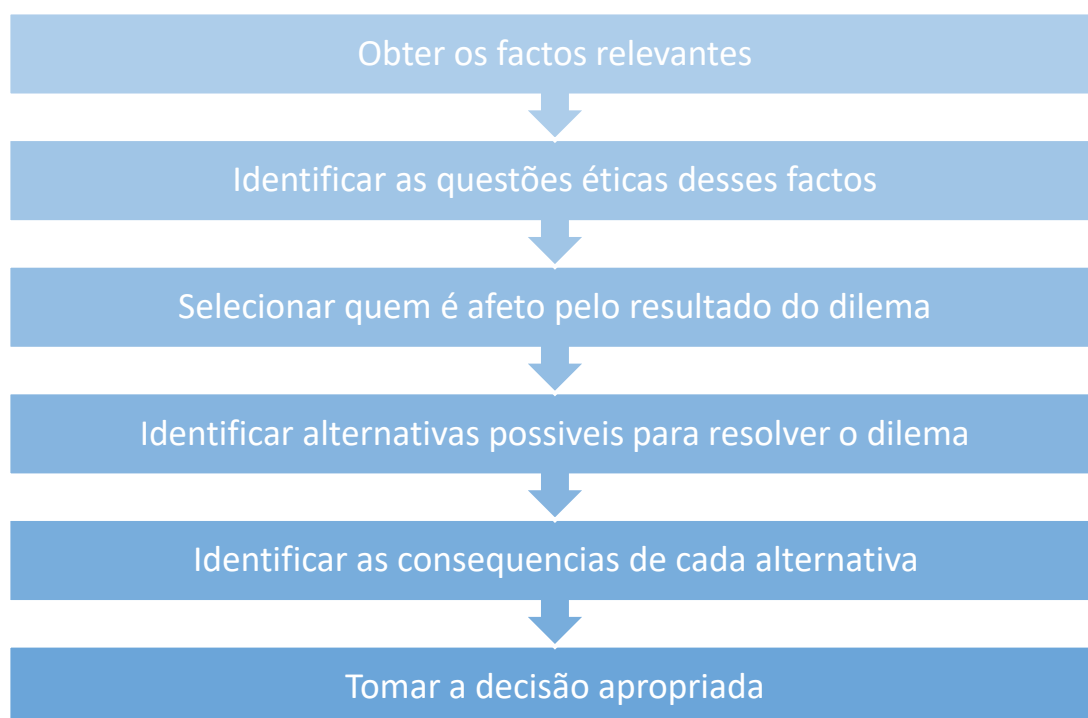 Obter os factos relevantes
Identificar as questões éticas desses factos
Selecionar quem é afeto pelo resultado do dilema
Identificar alternativas possiveis para resolver o dilema
Identificar as consequencias de cada alternativa
Tomar a decisão apropriada